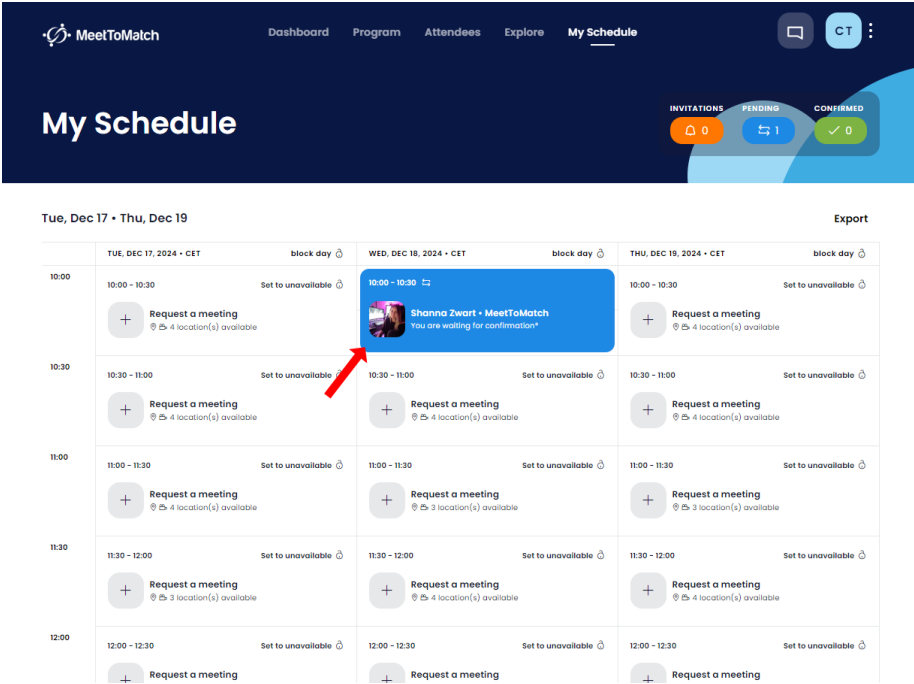 MeetToMatch
Dashboard Program Attendees Explore My Schedule
CT
My Schedule
INVITATIONS PENDING CONFIRMED
0 1 0
Tue, Dec 17 • Thu, Dec 19
Export
TUE, DEC 17, 2024 • CET block day WED, DEC 18, 2024 • CET block day THU, DEC 19, 2024 • CET block day
10:00
10:00 - 10:30 Set to unavailable 10:00 - 10:30 10:00 - 10:30 Set to unavailable
Request a meeting Shanna Zwart • MeetToMatch Request a meeting
4 location(s) available You are waiting for confirmation* 4 location(s) available
10:30
10:30 - 11:00 Set to unavailable 10:30 - 11:00 Set to unavailable 10:30 - 11:00 Set to unavailable
Request a meeting Request a meeting Request a meeting
4 location(s) available 4 location(s) available 4 location(s) available
11:00
11:00 - 11:30 Set to unavailable 11:00 - 11:30 Set to unavailable 11:00 - 11:30 Set to unavailable
Request a meeting Request a meeting Request a meeting
4 location(s) available 3 location(s) available 3 location(s) available
11:30
11:30 - 12:00 Set to unavailable 11:30 - 12:00 Set to unavailable 11:30 - 12:00 Set to unavailable
Request a meeting Request a meeting Request a meeting
3 location(s) available 4 location(s) available 4 location(s) available
12:00
12:00 - 12:30 Set to unavailable 12:00 - 12:30 Set to unavailable 12:00 - 12:30 Set to unavailable
Request a meeting Request a meeting Request a meeting